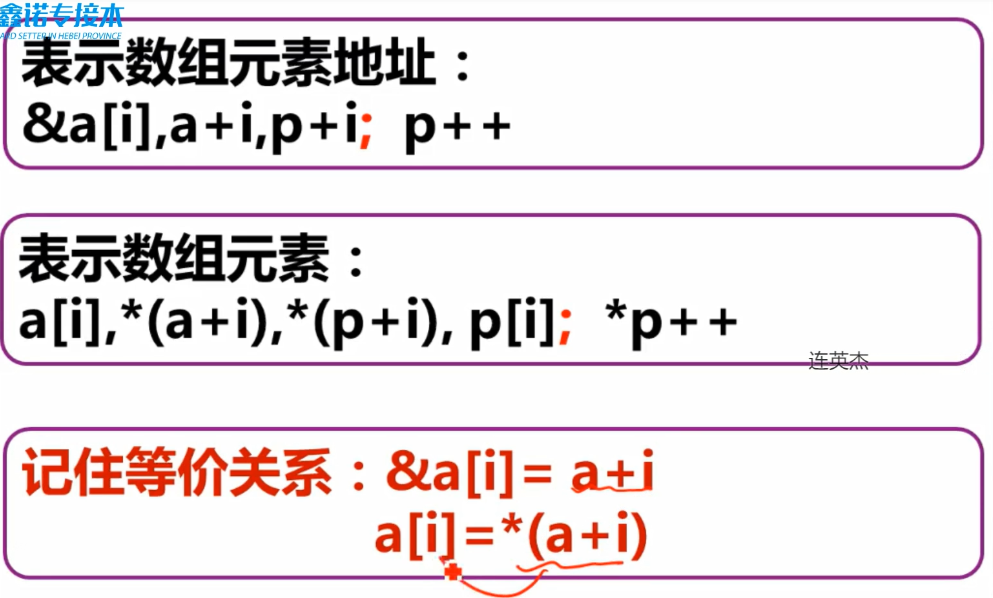 鑫诺专接本
AND SETTER IN HEBEI PROVINCE
表示数组元素地址：
&a[i],a+i,p+i; p++
表示数组元素：
a[i],*(a+i),*(p+i), p[i]; *p++
连英杰
记住等价关系：&a[i]= a+i
a[i]=*(a+i)